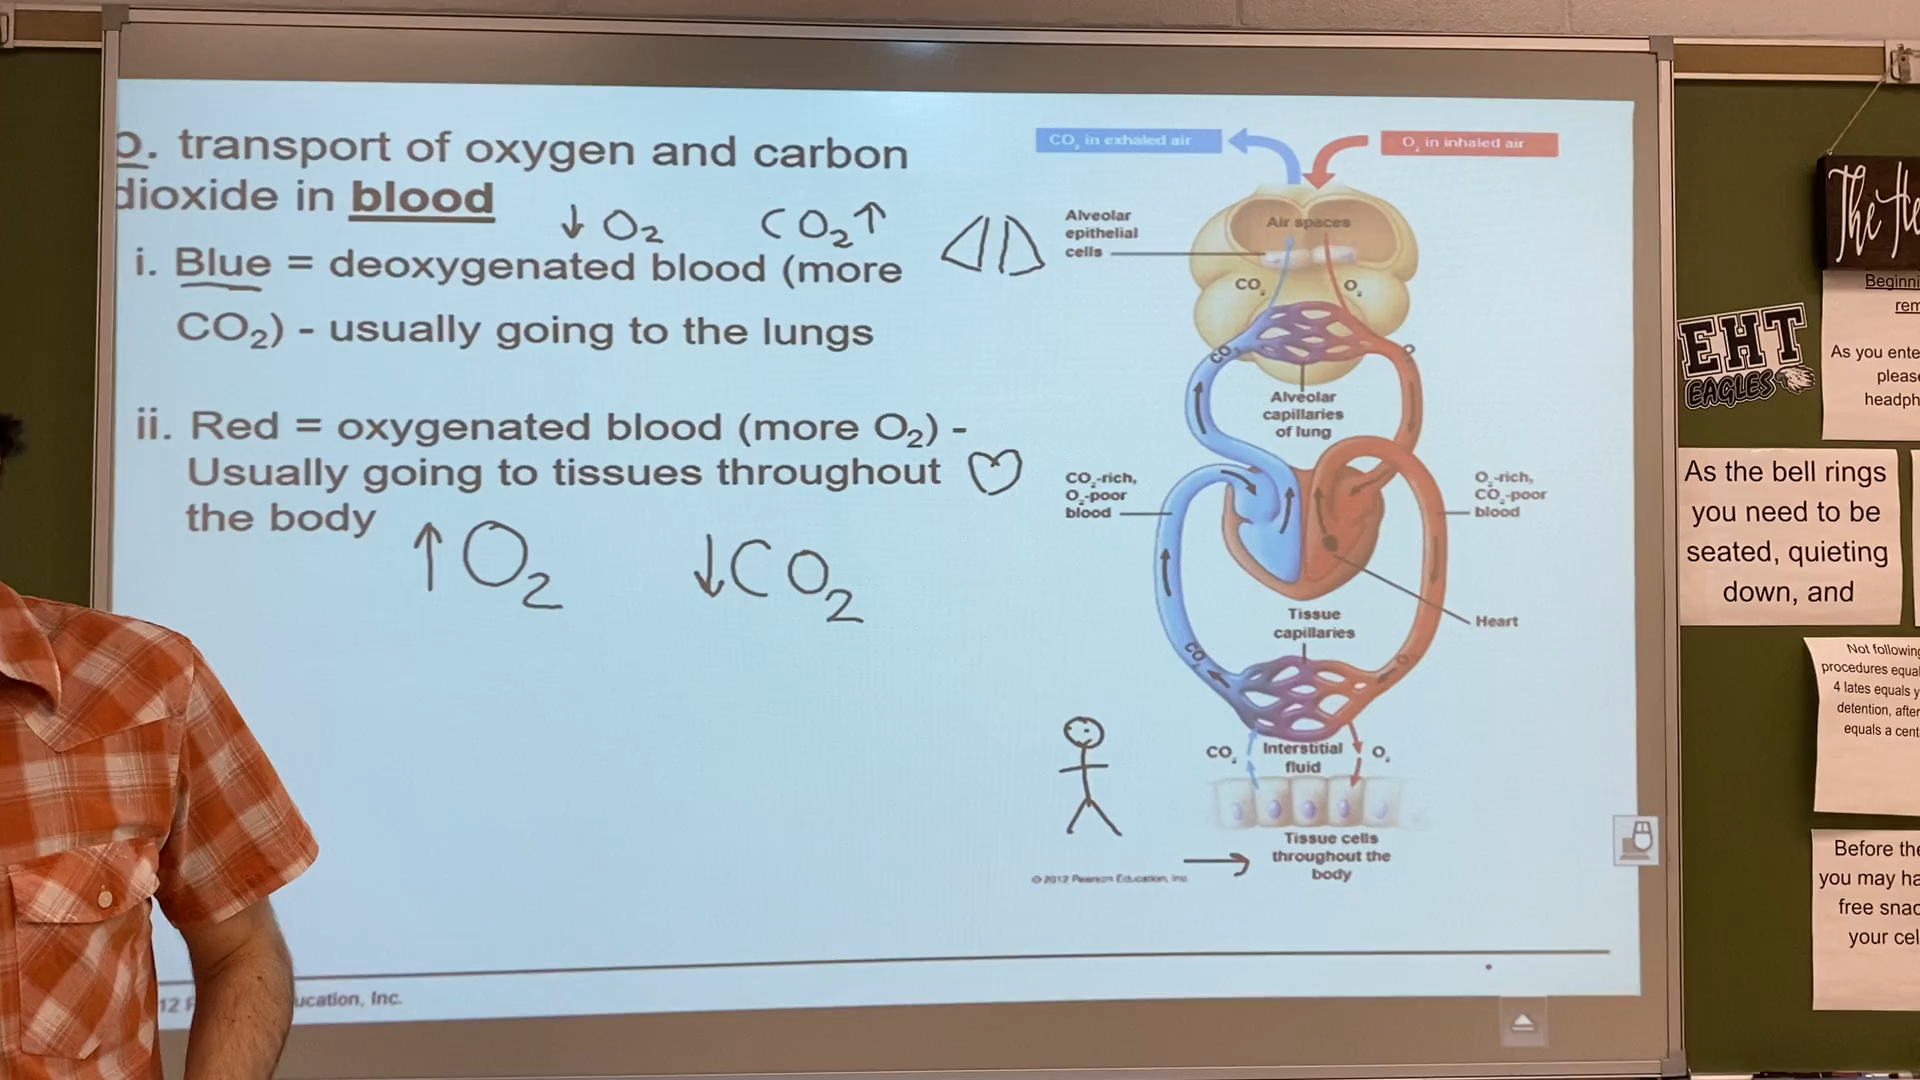 b. transport of oxygen and carbon
dioxide in blood
↓ O₂ CO₂↑
i. Blue = deoxygenated blood (more
CO₂) - usually going to the lungs
ii. Red = oxygenated blood (more O₂) -
Usually going to tissues throughout
the body
↑O₂ ↓CO₂
CO₂ in exhaled air
O₂ in inhaled air
Alveolar
epithelial
cells
Air spaces
CO₂
O₂
CO₂
O
Alveolar
capillaries
of lung
CO₂-rich,
O₂-poor
blood
O₂-rich,
CO₂-poor
blood
Heart
Tissue
capillaries
CO₂
O₂
CO₂
Interstitial
fluid
O₂
Tissue cells
throughout the
body
© 2012 Pearson Education, Inc.
12 P ucation, Inc.
The He
EHT
EAGLES
Beginni
rem
As you ente
please
headph
As the bell rings
you need to be
seated, quieting
down, and
Not following
procedures equal
4 lates equals y
detention, after
equals a cent
Before the
you may ha
free snac
your cel